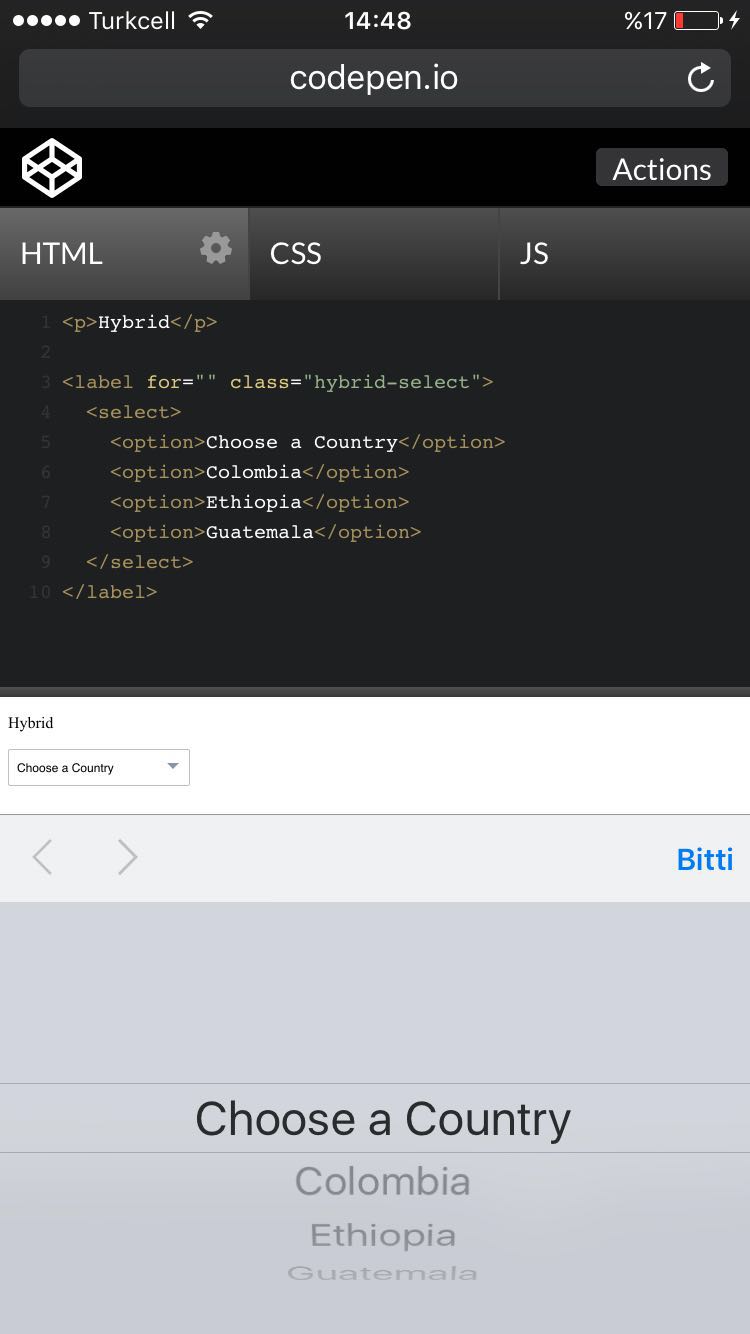 Turkcell 14:48 %17
codepen.io
Actions
HTML CSS JS
1 <p>Hybrid</p>
2
3 <label for="" class="hybrid-select">
4 <select>
5 <option>Choose a Country</option>
6 <option>Colombia</option>
7 <option>Ethiopia</option>
8 <option>Guatemala</option>
9 </select>
10 </label>
Hybrid
Choose a Country
Bitti
Choose a Country
Colombia
Ethiopia
Guatemala